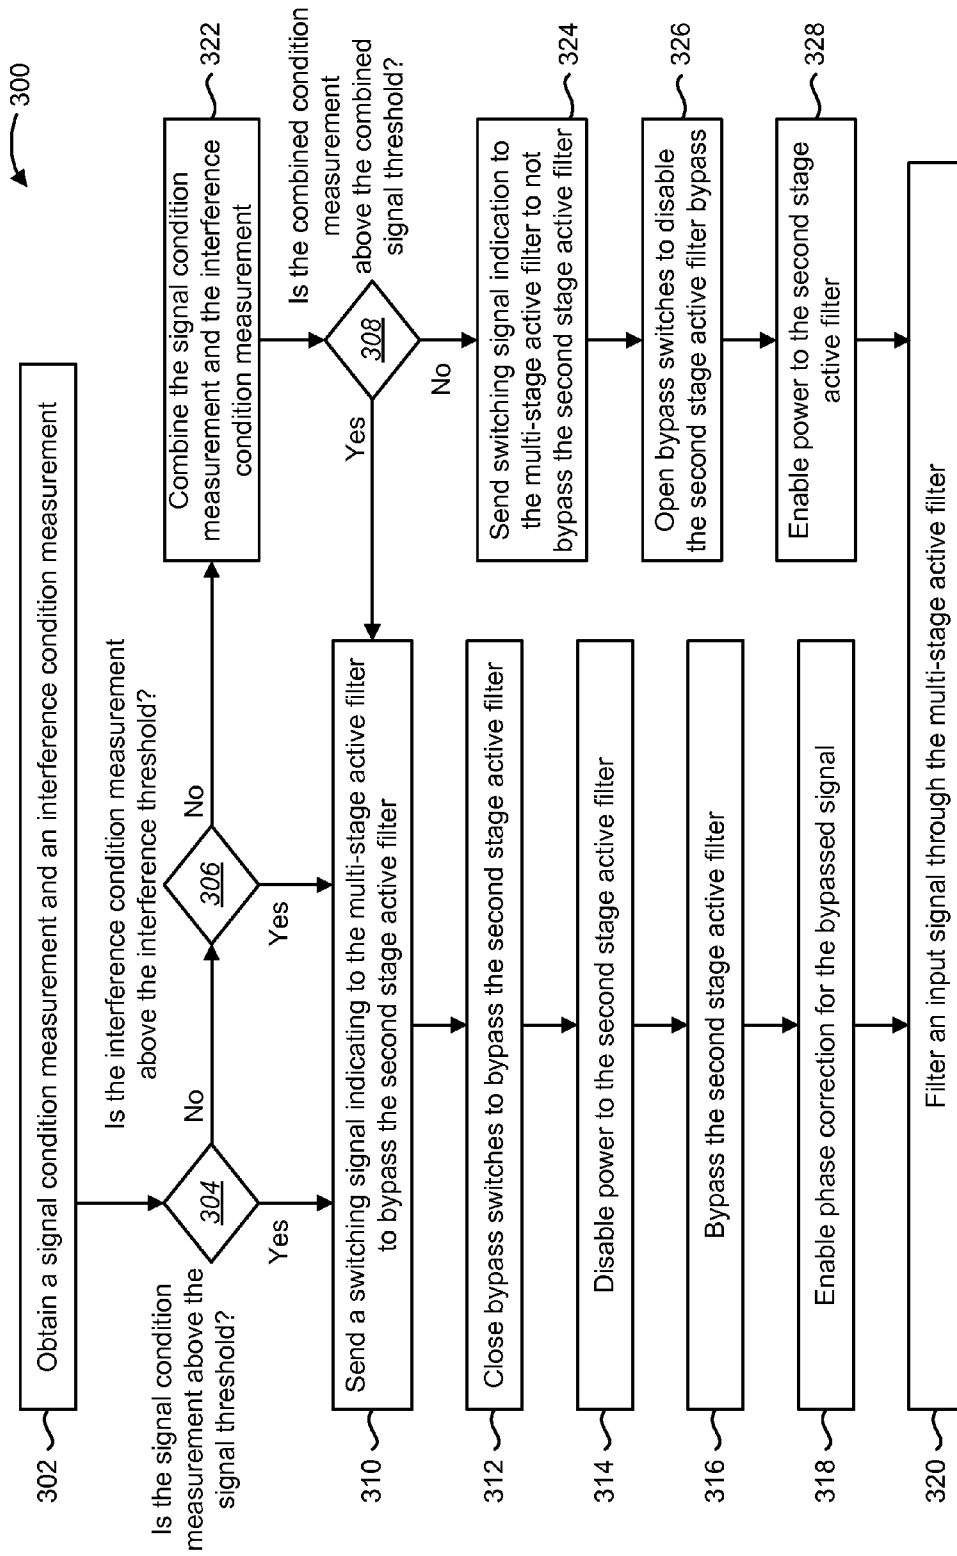 300
302
Obtain a signal condition measurement and an interference condition measurement
Is the signal condition
measurement above the
signal threshold?
304
Yes
No
Is the interference condition measurement
above the interference threshold?
306
Yes
No
322
Combine the signal condition
measurement and the interference
condition measurement
Is the combined condition
measurement
above the combined
signal threshold?
308
Yes
No
310
Send a switching signal indicating to the multi-stage active filter
to bypass the second stage active filter
312
Close bypass switches to bypass the second stage active filter
314
Disable power to the second stage active filter
316
Bypass the second stage active filter
318
Enable phase correction for the bypassed signal
324
Send switching signal indication to
the multi-stage active filter to not
bypass the second stage active filter
326
Open bypass switches to disable
the second stage active filter bypass
328
Enable power to the second stage
active filter
320
Filter an input signal through the multi-stage active filter